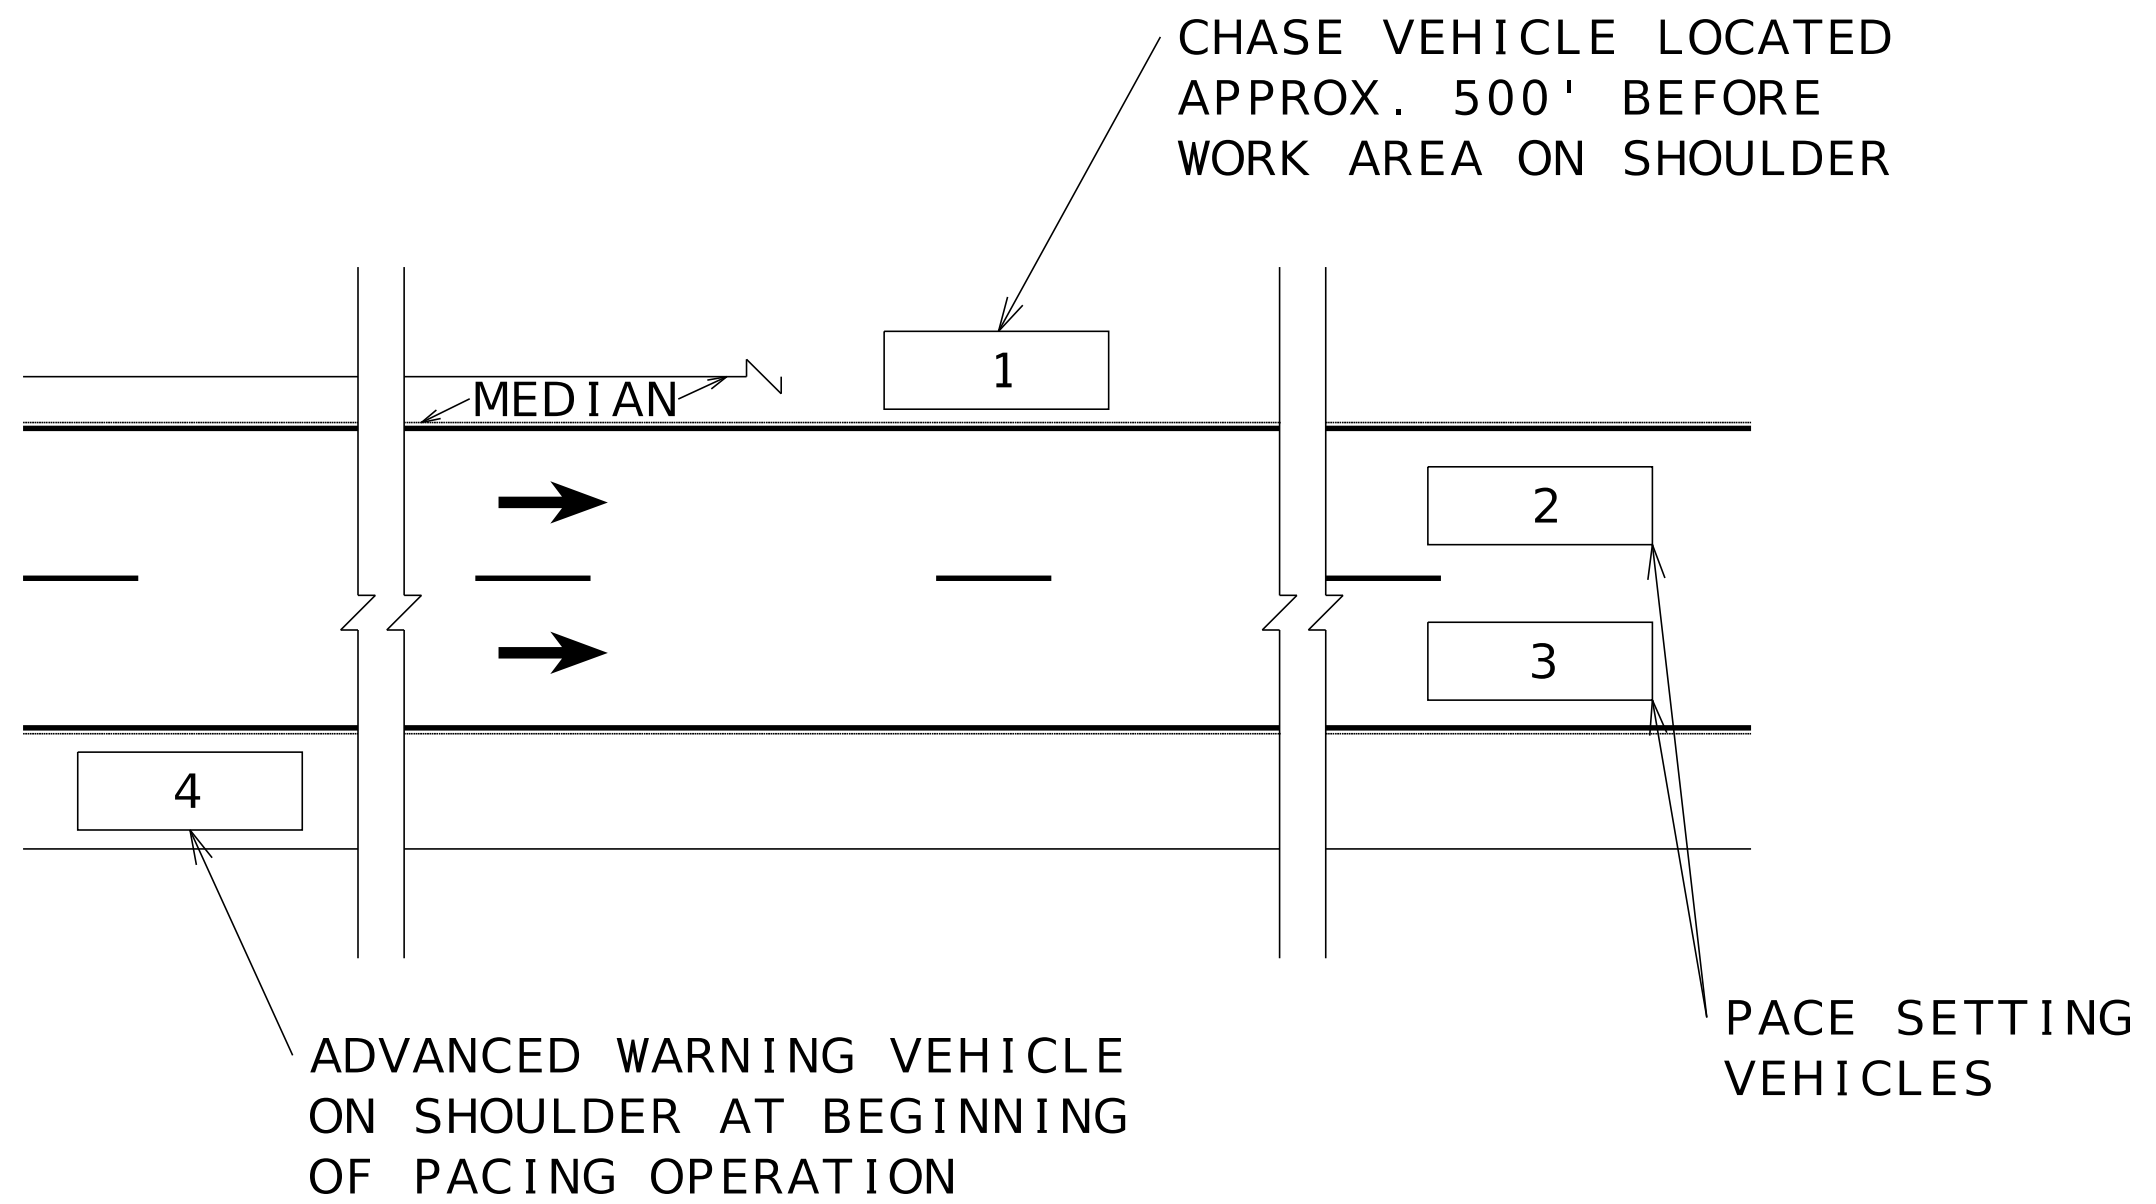 CHASE VEHICLE LOCATED
APPROX. 500' BEFORE
WORK AREA ON SHOULDER
1
MEDIAN
2
3
4
PACE SETTING
VEHICLES
ADVANCED WARNING VEHICLE
ON SHOULDER AT BEGINNING
OF PACING OPERATION